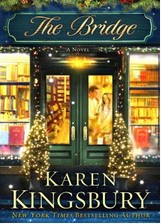 The Bridge
A NOVEL
KAREN
KINGSBURY
NEW YORK TIMES BESTSELLING AUTHOR